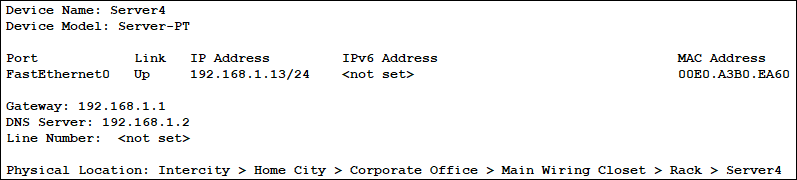 Device Name: Server4
Device Model: Server-PT
Port Link IP Address IPv6 Address MAC Address
FastEthernet0 Up 192.168.1.13/24 <not set> 00E0.A3B0.EA60
Gateway: 192.168.1.1
DNS Server: 192.168.1.2
Line Number: <not set>
Physical Location: Intercity > Home City > Corporate Office > Main Wiring Closet > Rack > Server4